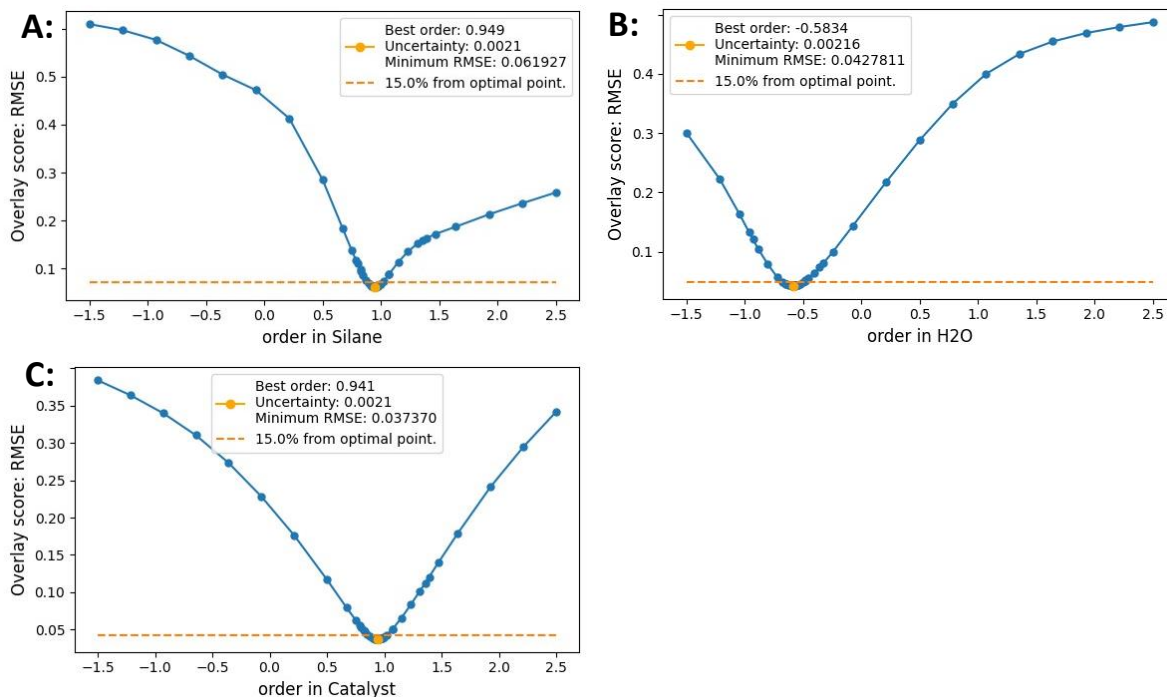 A:
Best order: 0.949
Uncertainty: 0.0021
Minimum RMSE: 0.061927
15.0% from optimal point.
Overlay score: RMSE
0.5
0.4
0.3
0.2
0.1
−1.5 −1.0 −0.5 0.0 0.5 1.0 1.5 2.0 2.5
order in Silane
B:
Best order: -0.5834
Uncertainty: 0.00216
Minimum RMSE: 0.0427811
15.0% from optimal point.
Overlay score: RMSE
0.4
0.3
0.2
0.1
−1.5 −1.0 −0.5 0.0 0.5 1.0 1.5 2.0 2.5
order in H2O
C:
Best order: 0.941
Uncertainty: 0.0021
Minimum RMSE: 0.037370
15.0% from optimal point.
Overlay score: RMSE
0.35
0.30
0.25
0.20
0.15
0.10
0.05
−1.5 −1.0 −0.5 0.0 0.5 1.0 1.5 2.0 2.5
order in Catalyst